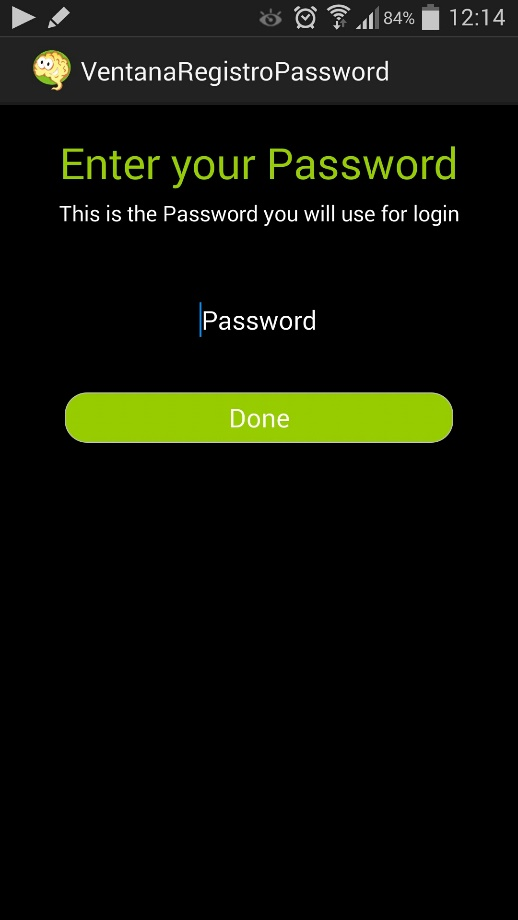 84% 12:14
VentanaRegistroPassword
Enter your Password
This is the Password you will use for login
Password
Done